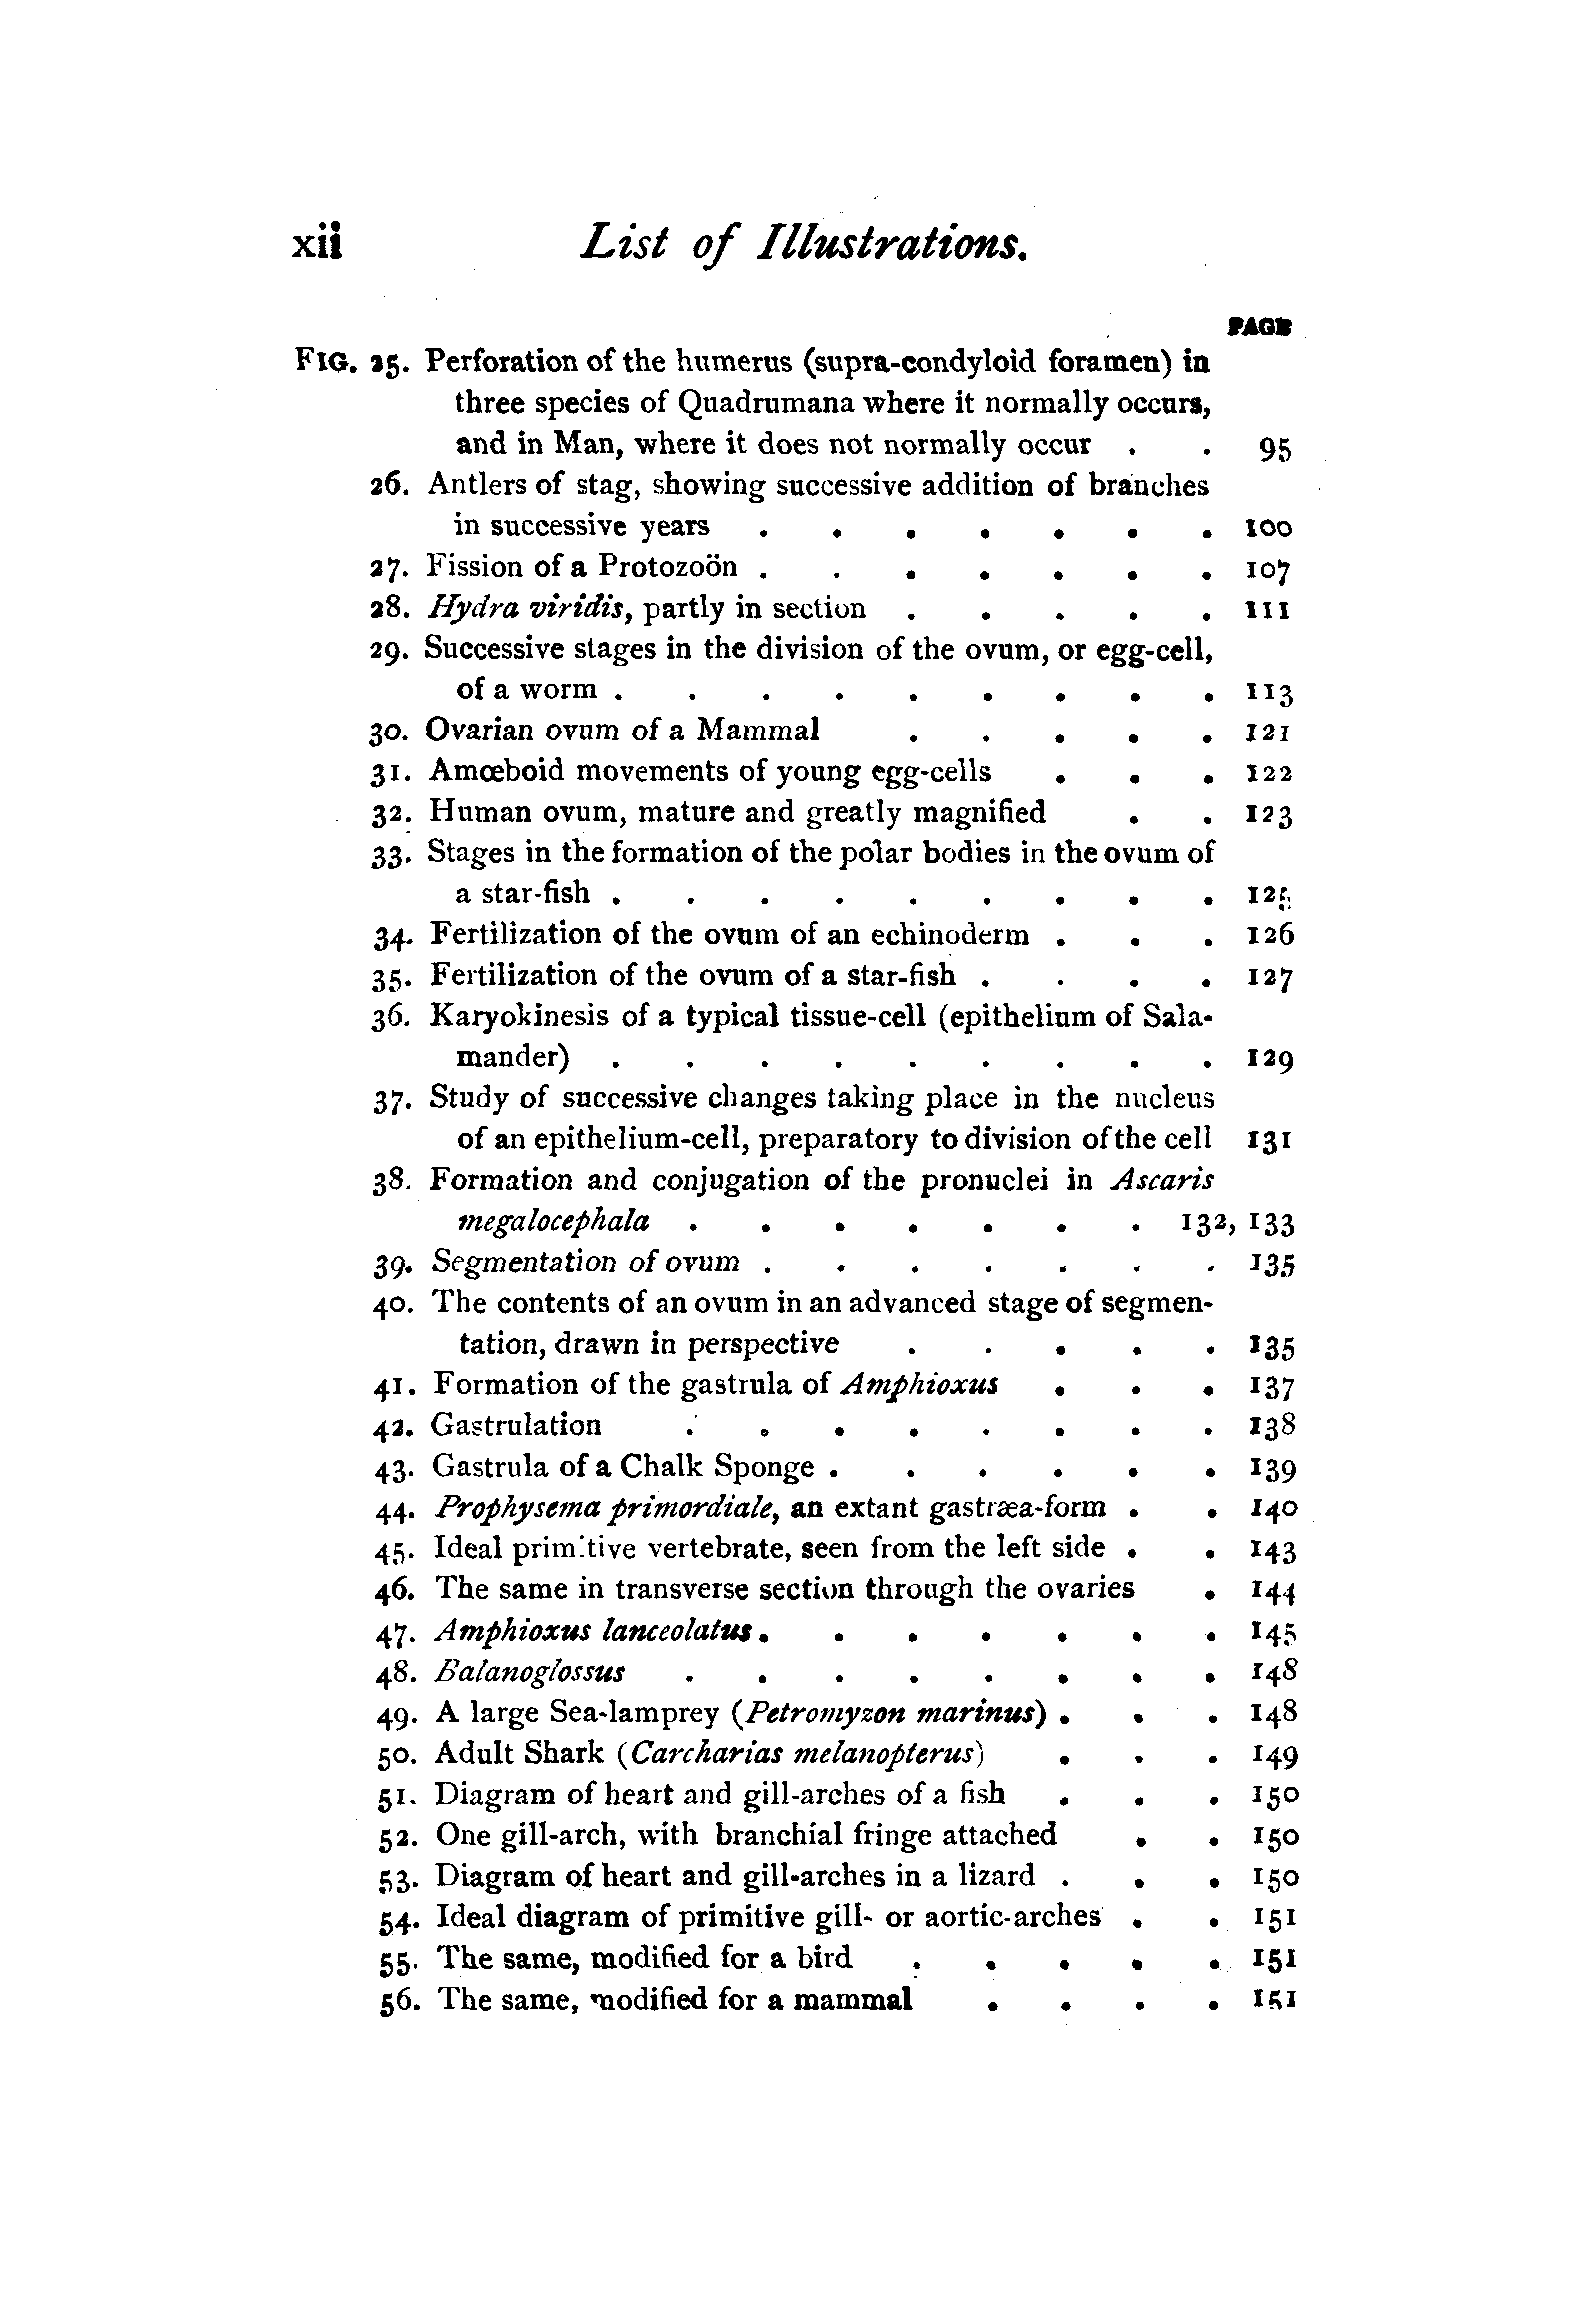 xii List of Illustrations.
PAGE
FIG. 25. Perforation of the humerus (supra-condyloid foramen) in
three species of Quadrumana where it normally occurs,
and in Man, where it does not normally occur . . 95
26. Antlers of stag, showing successive addition of branches
in successive years . . . . . . . 100
27. Fission of a Protozoön . . . . . . . 107
28. Hydra viridis, partly in section . . . . . 111
29. Successive stages in the division of the ovum, or egg-cell,
of a worm . . . . . . . . . 113
30. Ovarian ovum of a Mammal . . . . . 121
31. Amœboid movements of young egg-cells . . . 122
32. Human ovum, mature and greatly magnified . . 123
33. Stages in the formation of the polar bodies in the ovum of
a star-fish . . . . . . . . . 125
34. Fertilization of the ovum of an echinoderm . . . 126
35. Fertilization of the ovum of a star-fish . . . . 127
36. Karyokinesis of a typical tissue-cell (epithelium of Sala-
mander) . . . . . . . . . 129
37. Study of successive changes taking place in the nucleus
of an epithelium-cell, preparatory to division of the cell 131
38. Formation and conjugation of the pronuclei in Ascaris
megalocephala . . . . . . . 132, 133
39. Segmentation of ovum . . . . . . . 135
40. The contents of an ovum in an advanced stage of segmen-
tation, drawn in perspective . . . . . 135
41. Formation of the gastrula of Amphioxus . . . 137
42. Gastrulation . . . . . . . . 138
43. Gastrula of a Chalk Sponge . . . . . . 139
44. Prophysema primordiale, an extant gastræa-form . . 140
45. Ideal primitive vertebrate, seen from the left side . . 143
46. The same in transverse section through the ovaries . 144
47. Amphioxus lanceolatus . . . . . . . 145
48. Balanoglossus . . . . . . . . 148
49. A large Sea-lamprey (Petromyzon marinus) . . . 148
50. Adult Shark (Carcharias melanopterus) . . . 149
51. Diagram of heart and gill-arches of a fish . . . 150
52. One gill-arch, with branchial fringe attached . . 150
53. Diagram of heart and gill-arches in a lizard . . . 150
54. Ideal diagram of primitive gill- or aortic-arches . . 151
55. The same, modified for a bird . . . . . 151
56. The same, modified for a mammal . . . . 151